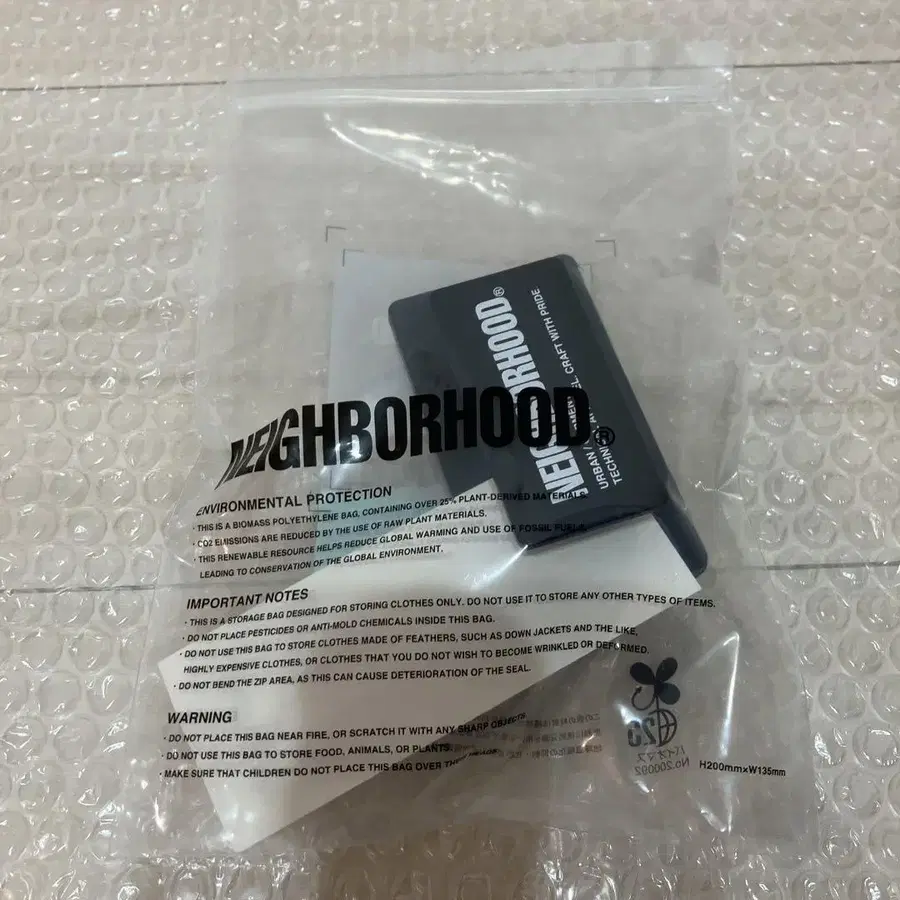 NEIGHBORHOOD®
CRAFT WITH PRIDE
URBAN /
NEIGHBORHOOD®
ENVIRONMENTAL PROTECTION
· THIS IS A BIOMASS POLYETHYLENE BAG, CONTAINING OVER 25% PLANT-DERIVED MATERIALS.
· CO2 EMISSIONS ARE REDUCED BY THE USE OF RAW PLANT MATERIALS.
· THIS RENEWABLE RESOURCE HELPS REDUCE GLOBAL WARMING AND USE OF FOSSIL FUELS,
LEADING TO CONSERVATION OF THE GLOBAL ENVIRONMENT.
IMPORTANT NOTES
· THIS IS A STORAGE BAG DESIGNED FOR STORING CLOTHES ONLY. DO NOT USE IT TO STORE ANY OTHER TYPES OF ITEMS.
· DO NOT PLACE PESTICIDES OR ANTI-MOLD CHEMICALS INSIDE THIS BAG.
· DO NOT USE THIS BAG TO STORE CLOTHES MADE OF FEATHERS, SUCH AS DOWN JACKETS AND THE LIKE,
HIGHLY EXPENSIVE CLOTHES, OR CLOTHES THAT YOU DO NOT WISH TO BECOME WRINKLED OR DEFORMED.
· DO NOT BEND THE ZIP AREA, AS THIS CAN CAUSE DETERIORATION OF THE SEAL.
WARNING
· DO NOT PLACE THIS BAG NEAR FIRE, OR SCRATCH IT WITH ANY SHARP OBJECTS.
· DO NOT USE THIS BAG TO STORE FOOD, ANIMALS, OR PLANTS.
· MAKE SURE THAT CHILDREN DO NOT PLACE THIS BAG OVER THEIR HEADS.
バイオマス
No.200092
H200mm×W135mm